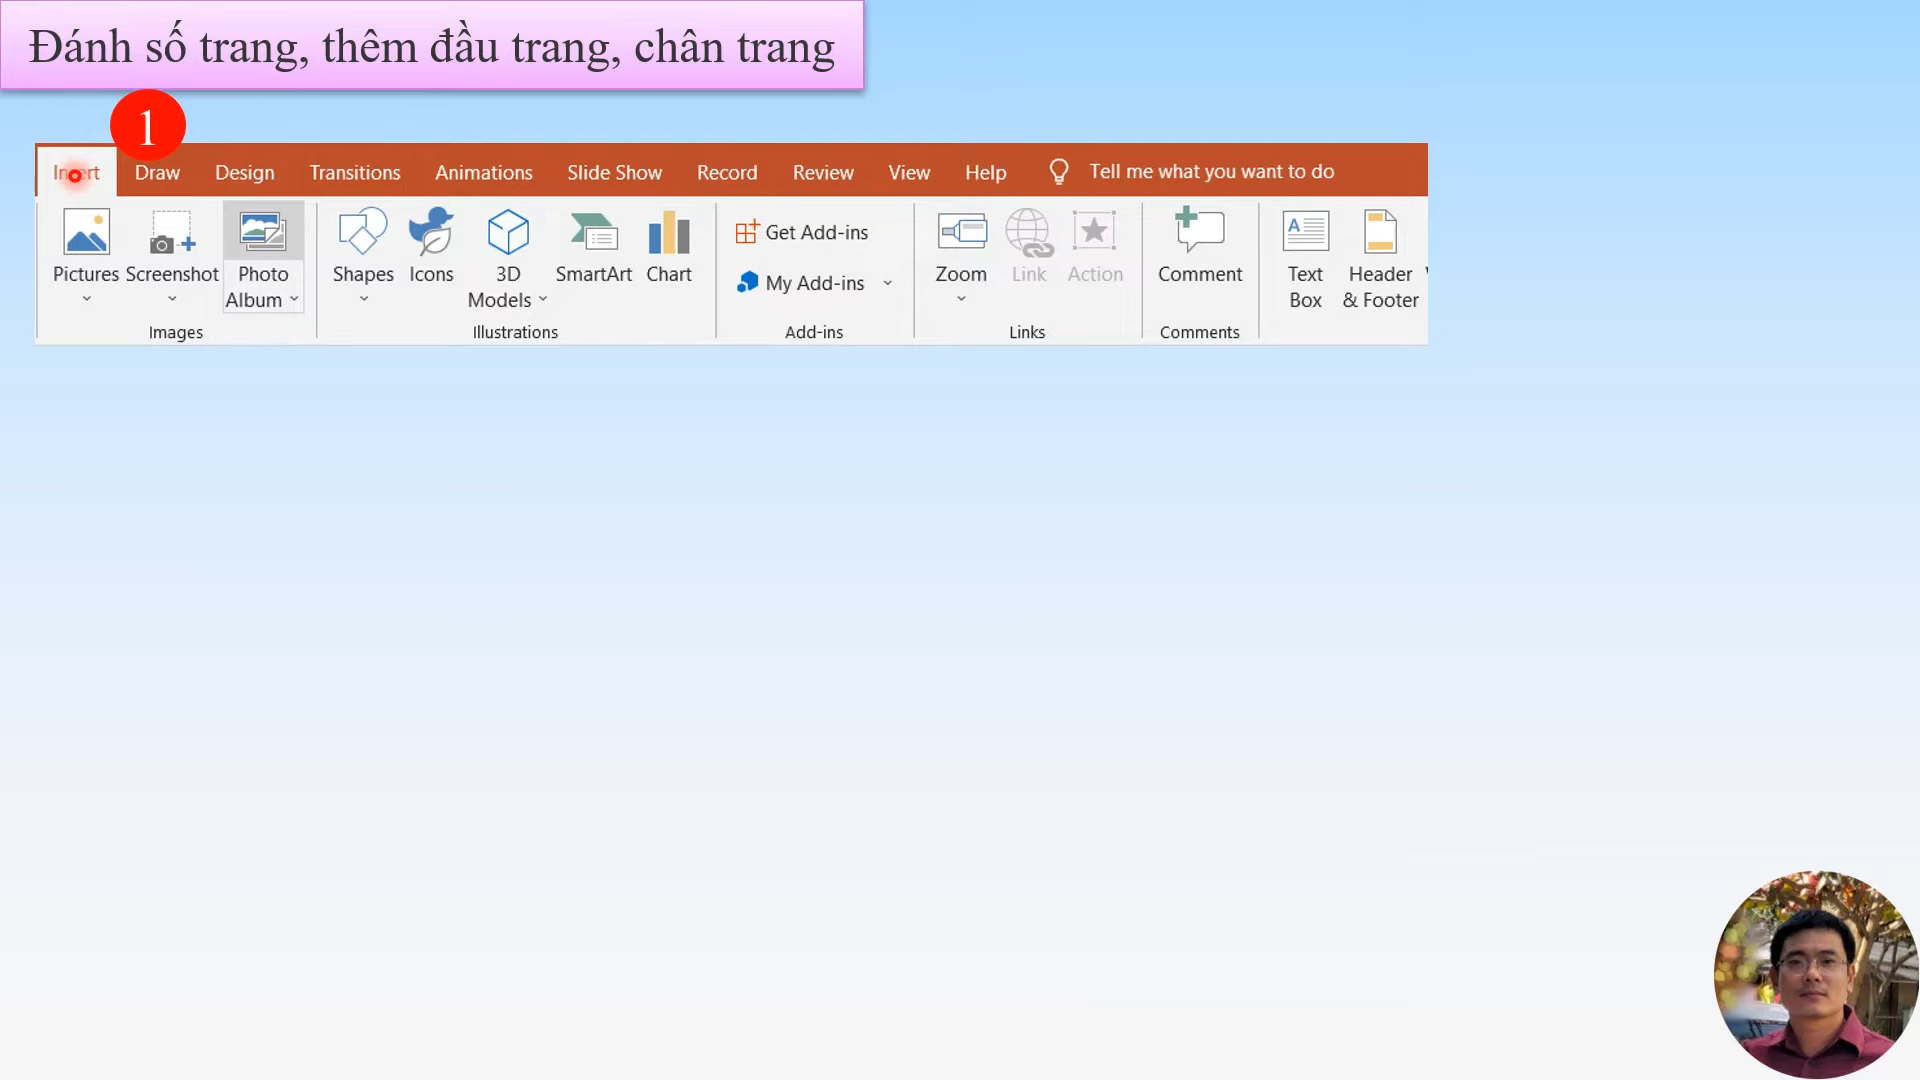 Đánh số trang, thêm đầu trang, chân trang
1
Insert Draw Design Transitions Animations Slide Show Record Review View Help Tell me what you want to do
Pictures Screenshot Photo Album Shapes Icons 3D Models SmartArt Chart Get Add-ins My Add-ins Zoom Link Action Comment Text Box Header & Footer
Images Illustrations Add-ins Links Comments